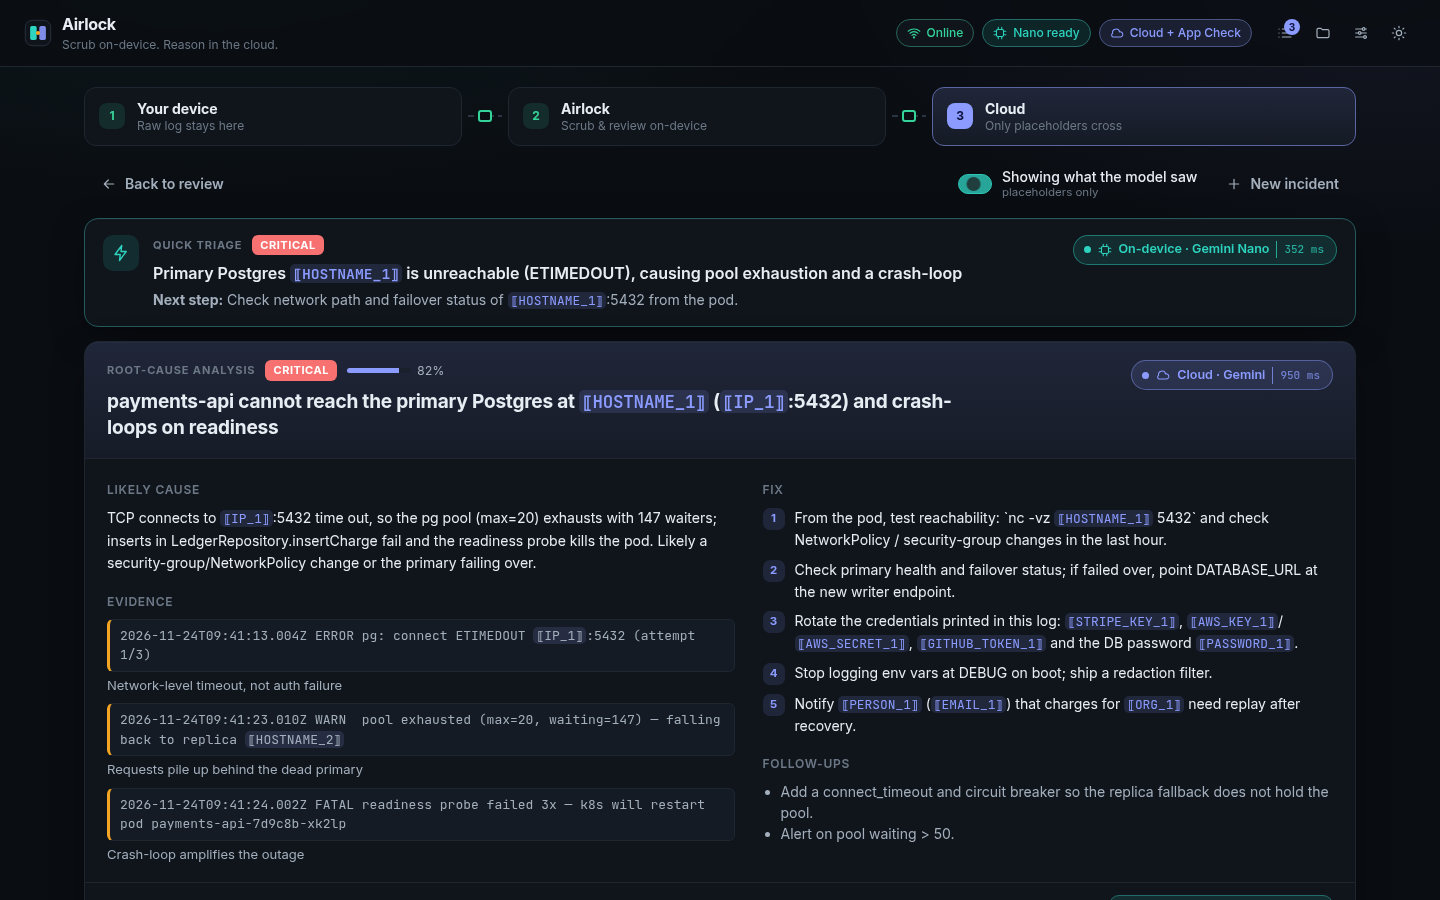 Airlock
Scrub on-device. Reason in the cloud.
Online
Nano ready
Cloud + App Check
3
1
Your device
Raw log stays here
2
Airlock
Scrub & review on-device
3
Cloud
Only placeholders cross
Back to review
Showing what the model saw
placeholders only
New incident
QUICK TRIAGE CRITICAL
On-device · Gemini Nano 352 ms
Primary Postgres ⟦HOSTNAME_1⟧ is unreachable (ETIMEDOUT), causing pool exhaustion and a crash-loop
Next step: Check network path and failover status of ⟦HOSTNAME_1⟧:5432 from the pod.
ROOT-CAUSE ANALYSIS CRITICAL 82%
Cloud · Gemini 950 ms
payments-api cannot reach the primary Postgres at ⟦HOSTNAME_1⟧ (⟦IP_1⟧:5432) and crash-
loops on readiness
LIKELY CAUSE
TCP connects to ⟦IP_1⟧:5432 time out, so the pg pool (max=20) exhausts with 147 waiters;
inserts in LedgerRepository.insertCharge fail and the readiness probe kills the pod. Likely a
security-group/NetworkPolicy change or the primary failing over.
EVIDENCE
2026-11-24T09:41:13.004Z ERROR pg: connect ETIMEDOUT ⟦IP_1⟧:5432 (attempt
1/3)
Network-level timeout, not auth failure
2026-11-24T09:41:23.010Z WARN  pool exhausted (max=20, waiting=147) — falling
back to replica ⟦HOSTNAME_2⟧
Requests pile up behind the dead primary
2026-11-24T09:41:24.002Z FATAL readiness probe failed 3x — k8s will restart
pod payments-api-7d9c8b-xk2lp
Crash-loop amplifies the outage
FIX
1 From the pod, test reachability: `nc -vz ⟦HOSTNAME_1⟧ 5432` and check
NetworkPolicy / security-group changes in the last hour.
2 Check primary health and failover status; if failed over, point DATABASE_URL at
the new writer endpoint.
3 Rotate the credentials printed in this log: ⟦STRIPE_KEY_1⟧, ⟦AWS_KEY_1⟧/
⟦AWS_SECRET_1⟧, ⟦GITHUB_TOKEN_1⟧ and the DB password ⟦PASSWORD_1⟧.
4 Stop logging env vars at DEBUG on boot; ship a redaction filter.
5 Notify ⟦PERSON_1⟧ (⟦EMAIL_1⟧) that charges for ⟦ORG_1⟧ need replay after
recovery.
FOLLOW-UPS
• Add a connect_timeout and circuit breaker so the replica fallback does not hold the
pool.
• Alert on pool waiting > 50.